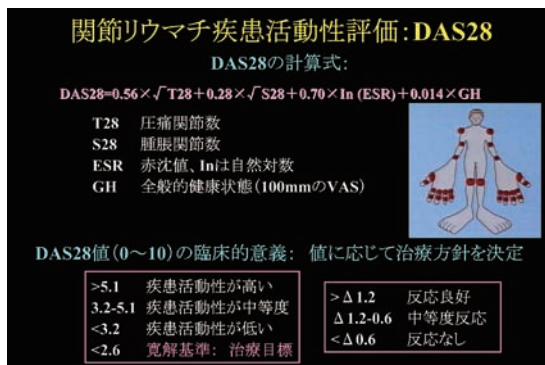 関節リウマチ疾患活動性評価：DAS28
DAS28の計算式：
DAS28=0.56×√T28+0.28×√S28+0.70×In (ESR)+0.014×GH
T28 圧痛関節数
S28 腫脹関節数
ESR 赤沈値、Inは自然対数
GH 全般的健康状態（100mmのVAS）
DAS28値（0～10）の臨床的意義： 値に応じて治療方針を決定
>5.1 疾患活動性が高い
3.2-5.1 疾患活動性が中等度
<3.2 疾患活動性が低い
<2.6 寛解基準： 治療目標
>Δ1.2 反応良好
Δ1.2-0.6 中等度反応
<Δ0.6 反応なし